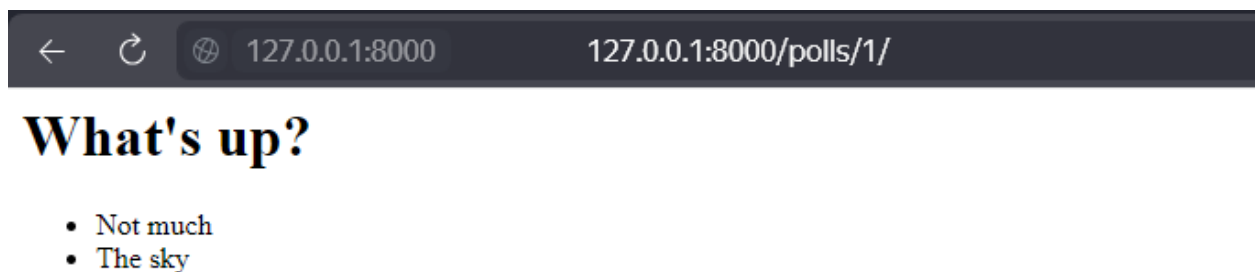 127.0.0.1:8000 127.0.0.1:8000/polls/1/
What's up?
• Not much
• The sky